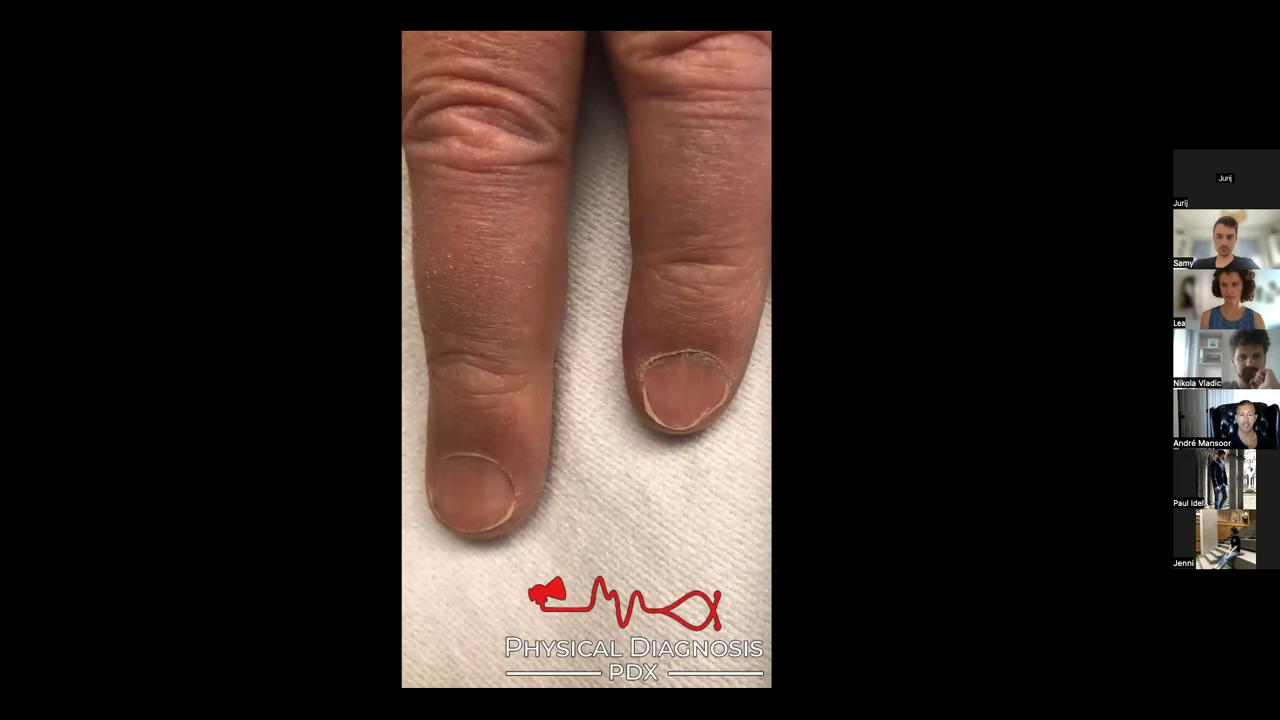 PHYSICAL DIAGNOSIS
PDX
Jurij
Jurij
Samy
Lea
Nikola Vladic
André Mansoor
Paul Idel
Jenni